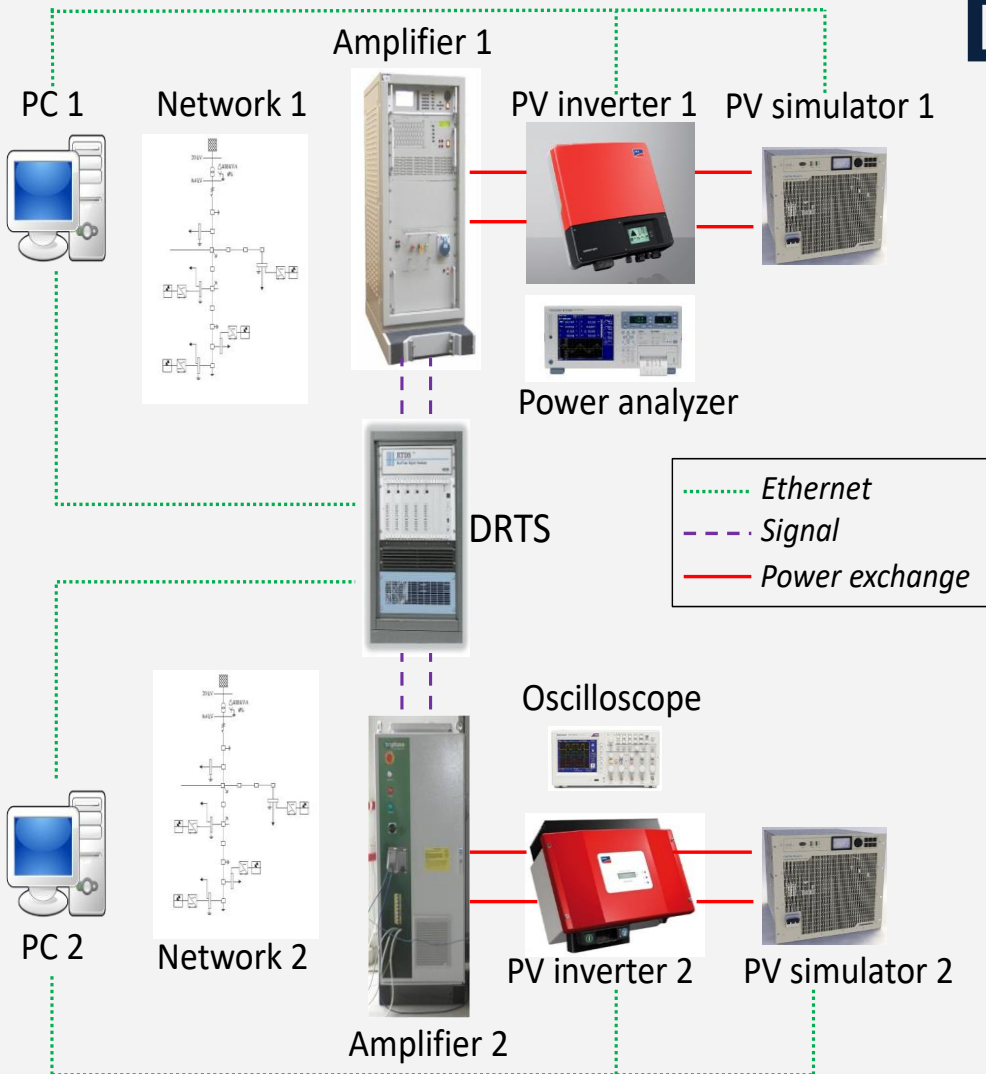 Amplifier 1
PC 1
Network 1
PV inverter 1
PV simulator 1
Power analyzer
RTDS
DRTS
Ethernet
Signal
Power exchange
Oscilloscope
PC 2
Network 2
PV inverter 2
PV simulator 2
Amplifier 2